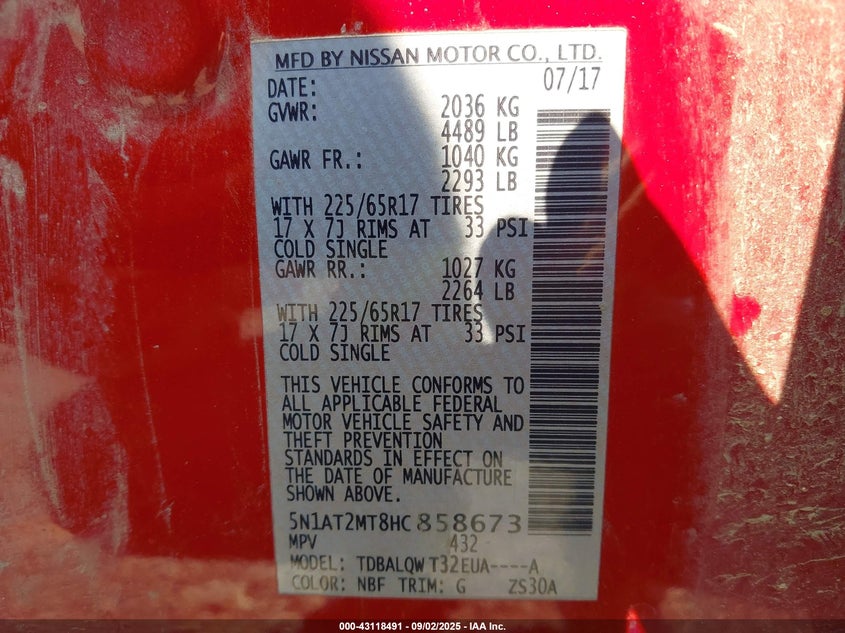 MFD BY NISSAN MOTOR CO., LTD.
DATE: 07/17
GVWR: 2036 KG
4489 LB
GAWR FR.: 1040 KG
2293 LB
WITH 225/65R17 TIRES
17 X 7J RIMS AT 33 PSI
COLD SINGLE
GAWR RR.: 1027 KG
2264 LB
WITH 225/65R17 TIRES
17 X 7J RIMS AT 33 PSI
COLD SINGLE
THIS VEHICLE CONFORMS TO
ALL APPLICABLE FEDERAL
MOTOR VEHICLE SAFETY AND
THEFT PREVENTION
STANDARDS IN EFFECT ON
THE DATE OF MANUFACTURE
SHOWN ABOVE.
5N1AT2MT8HC858673
MPV 432
MODEL: TDBALQW T32EUA----A
COLOR: NBF TRIM: G ZS30A
000-43118491 - 09/02/2025 - IAA Inc.